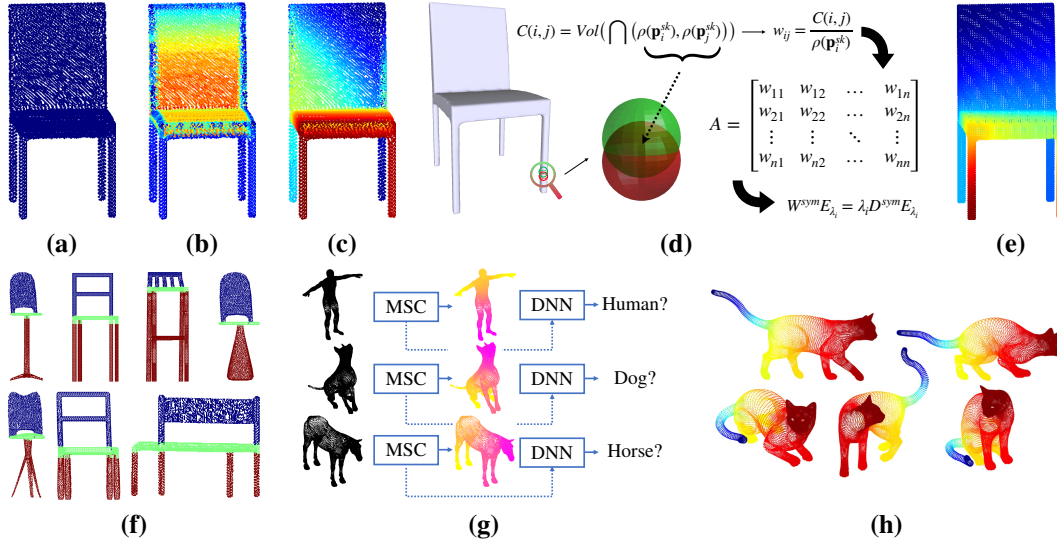 C(i, j) = Vol(⋂ (ρ(p_i^{sk}), ρ(p_j^{sk}))) ⟶ w_{ij} = C(i, j) / ρ(p_i^{sk})
A = [w_{11} w_{12} … w_{1n}
w_{21} w_{22} … w_{2n}
⋮ ⋮ ⋱ ⋮
w_{n1} w_{n2} … w_{nn}]
W^{sym}E_{λ_i} = λ_i D^{sym}E_{λ_i}
(a) (b) (c) (d) (e)
MSC DNN Human?
MSC DNN Dog?
MSC DNN Horse?
(f) (g) (h)